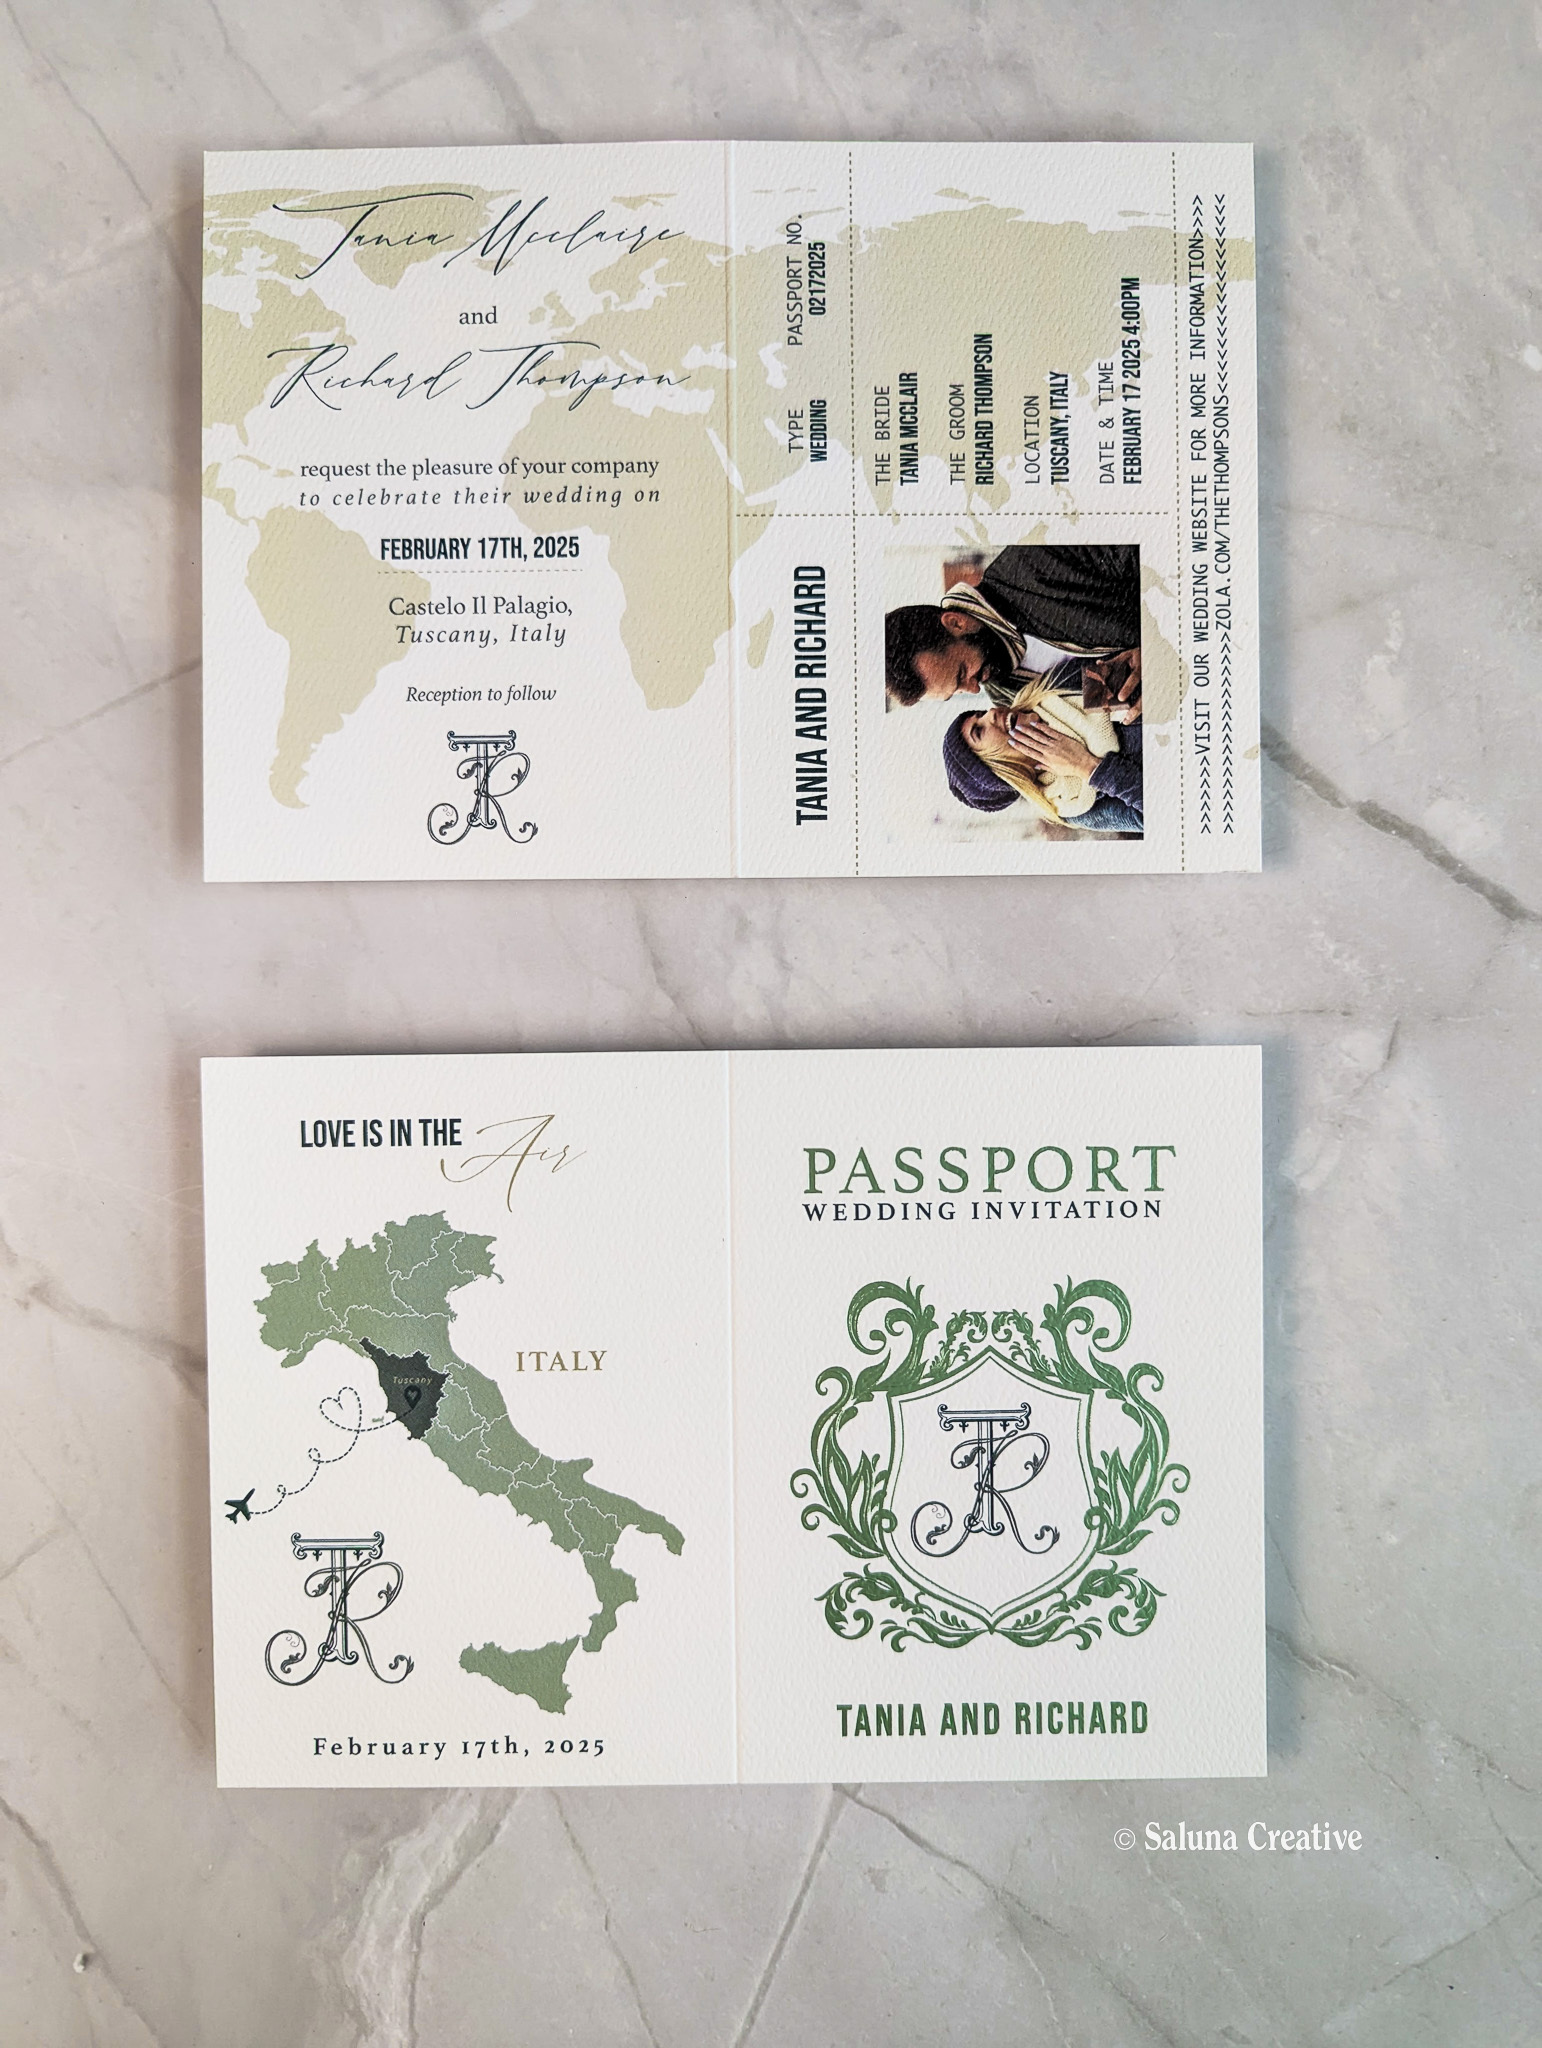 Tania Mcclaire
and
Richard Thompson
request the pleasure of your company
to celebrate their wedding on
FEBRUARY 17TH, 2025
Castelo Il Palagio,
Tuscany, Italy
Reception to follow
TR
TANIA AND RICHARD
TYPE PASSPORT NO.
WEDDING 02172025
THE BRIDE
TANIA MCCLAIR
THE GROOM
RICHARD THOMPSON
LOCATION
TUSCANY, ITALY
DATE & TIME
FEBRUARY 17 2025 4:00PM
>>>>>>>VISIT OUR WEDDING WEBSITE FOR MORE INFORMATION>>>>
>>>>>>>>>>>>>>>>>>ZOLA.COM/THETHOMPSONS<<<<<<<<<<<<<<<<<<
LOVE IS IN THE Air
ITALY
Tuscany
TR
February 17th, 2025
PASSPORT
WEDDING INVITATION
TR
TANIA AND RICHARD
© Saluna Creative